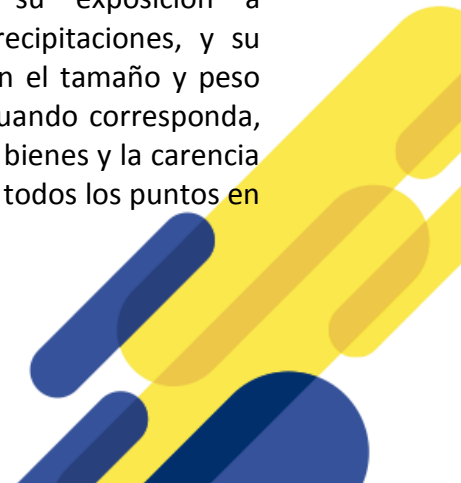 su exposición a
recipitaciones, y su
n el tamaño y peso
uando corresponda,
bienes y la carencia
todos los puntos en